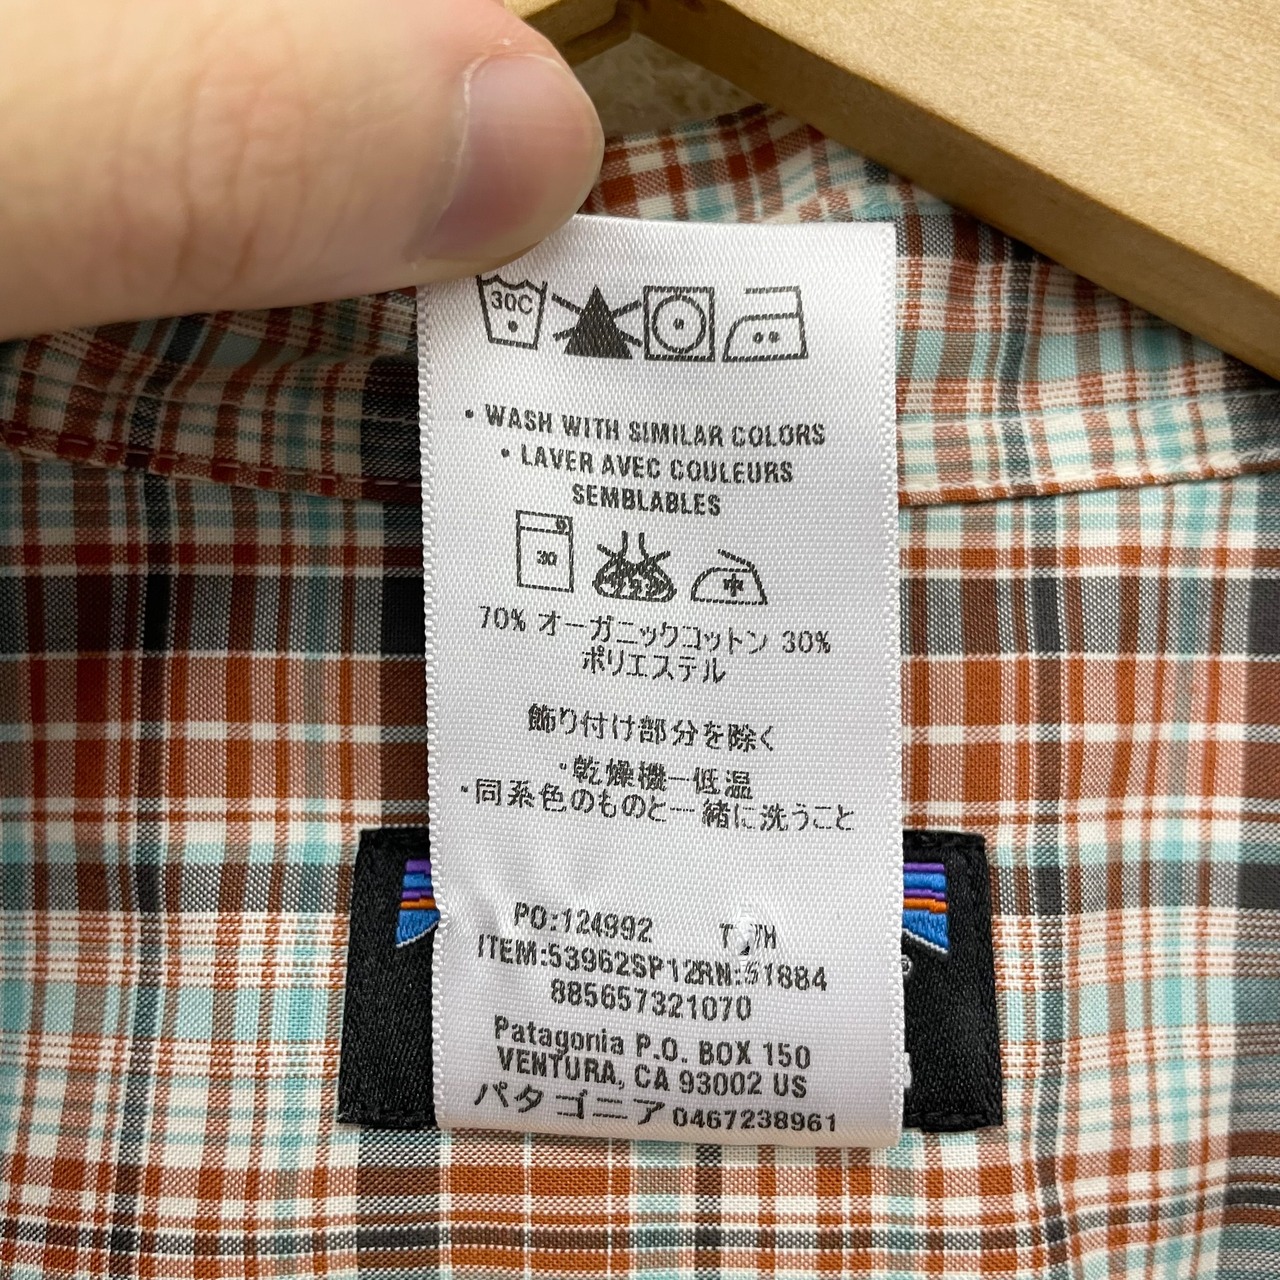 30C
• WASH WITH SIMILAR COLORS
• LAVER AVEC COULEURS
SEMBLABLES
30
70% オーガニックコットン 30%
ポリエステル
飾り付け部分を除く
・乾燥機一低温
・同系色のものと一緒に洗うこと
PO:124992
ITEM:53962SP12 RN:51884
885657321070
Patagonia P.O. BOX 150
VENTURA, CA 93002 US
パタゴニア 0467238961
®